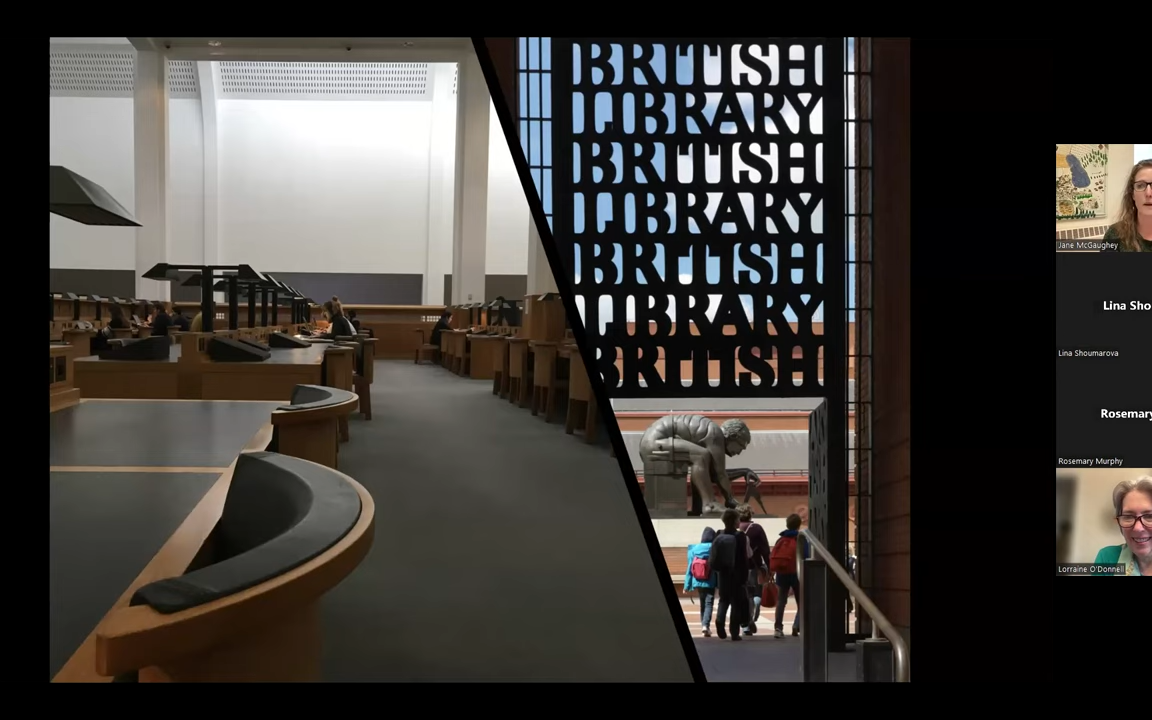 BRITISH
LIBRARY
BRITISH
LIBRARY
BRITISH
LIBRARY
BRITISH
Jane McGaughey
Lina Sho
Lina Shoumarova
Rosemary
Rosemary Murphy
Lorraine O'Donnell